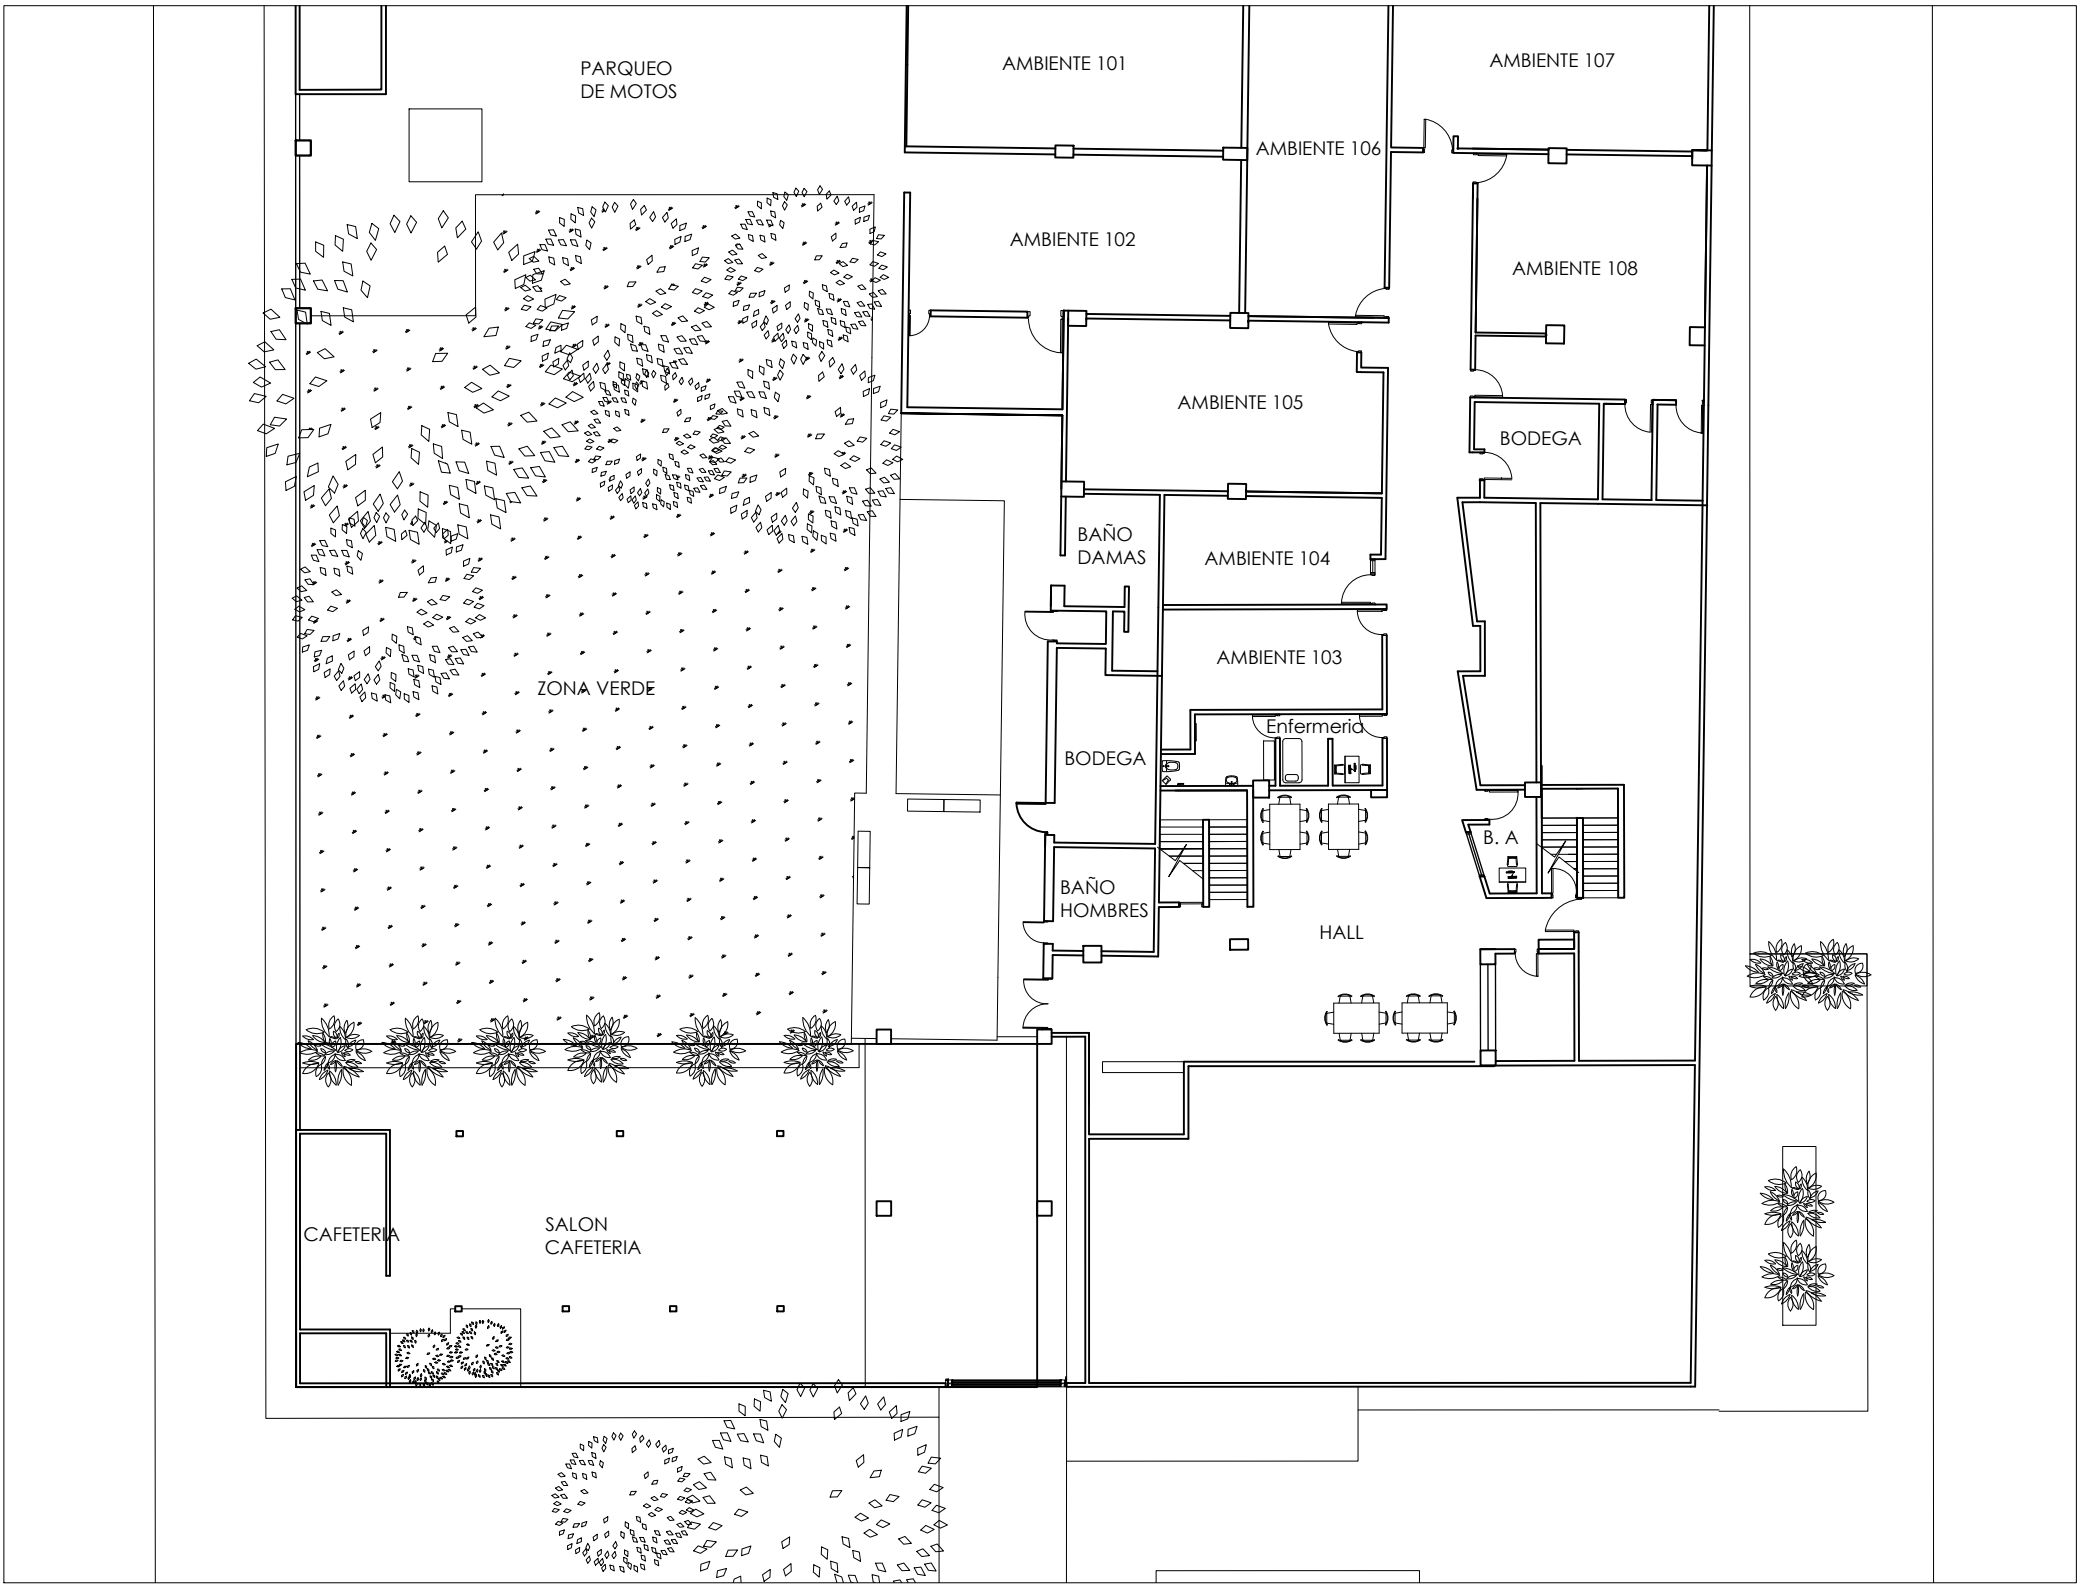 PARQUEO
DE MOTOS
AMBIENTE 101
AMBIENTE 107
AMBIENTE 106
AMBIENTE 102
AMBIENTE 108
AMBIENTE 105
BODEGA
BAÑO
DAMAS
AMBIENTE 104
AMBIENTE 103
ZONA VERDE
Enfermeria
BODEGA
B. A
BAÑO
HOMBRES
HALL
CAFETERIA
SALON
CAFETERIA